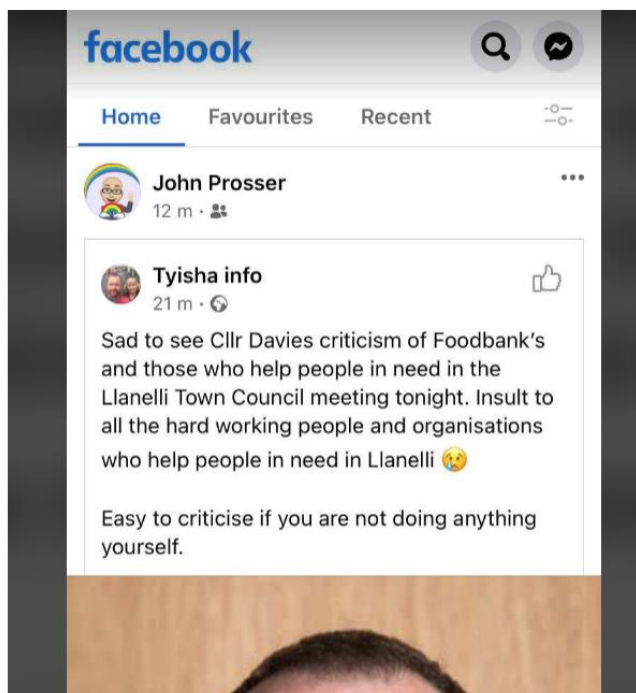 facebook
Home Favourites Recent
John Prosser
12 m ·
Tyisha info
21 m ·
Sad to see Cllr Davies criticism of Foodbank's
and those who help people in need in the
Llanelli Town Council meeting tonight. Insult to
all the hard working people and organisations
who help people in need in Llanelli 😢
Easy to criticise if you are not doing anything
yourself.